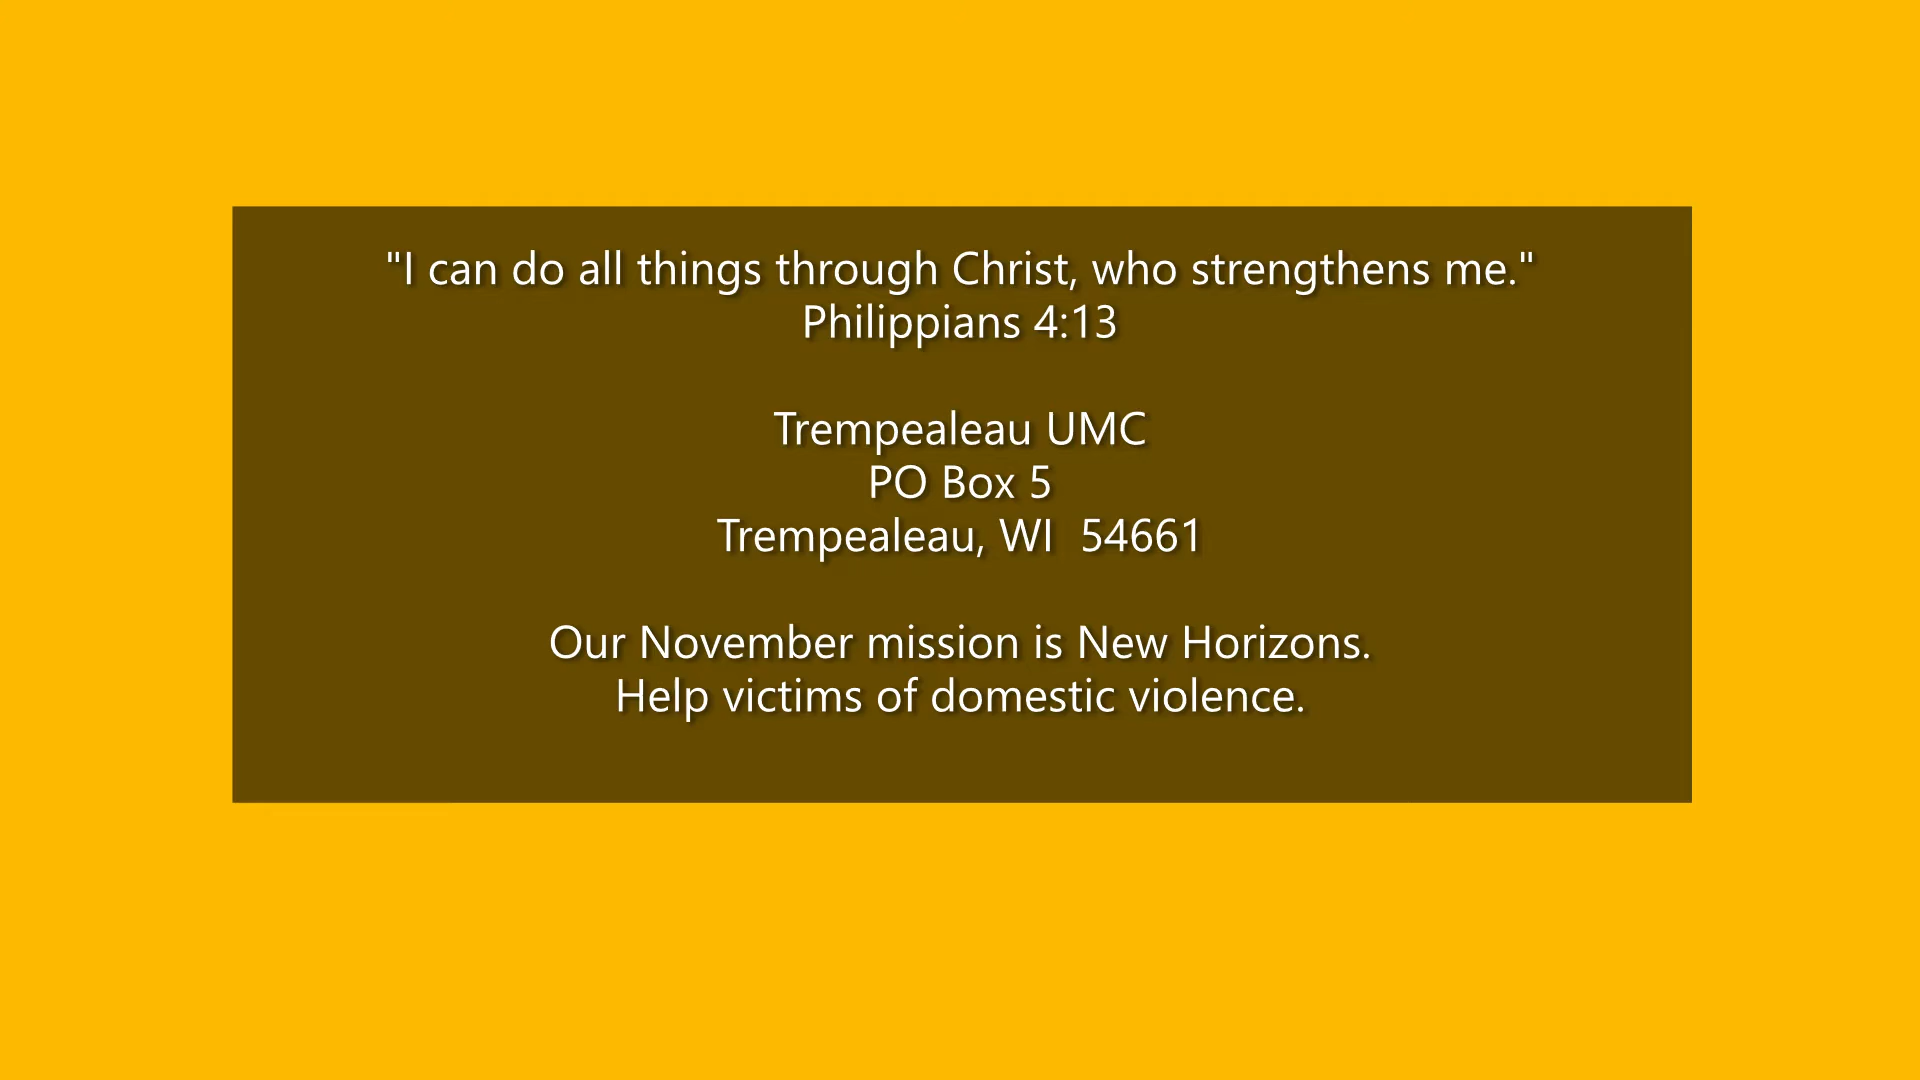 "I can do all things through Christ, who strengthens me."
Philippians 4:13
Trempealeau UMC
PO Box 5
Trempealeau, WI  54661
Our November mission is New Horizons.
Help victims of domestic violence.